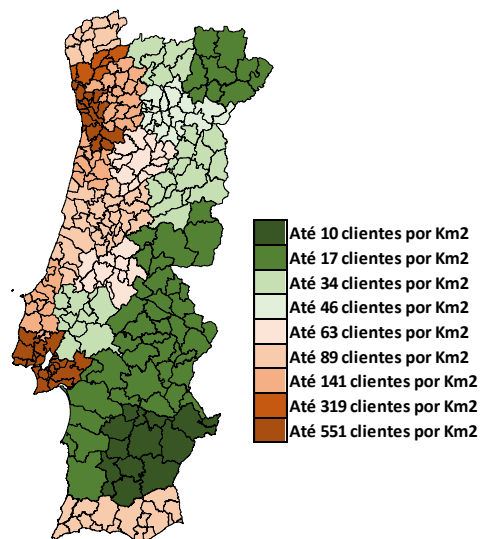 Até 10 clientes por Km2
Até 17 clientes por Km2
Até 34 clientes por Km2
Até 46 clientes por Km2
Até 63 clientes por Km2
Até 89 clientes por Km2
Até 141 clientes por Km2
Até 319 clientes por Km2
Até 551 clientes por Km2